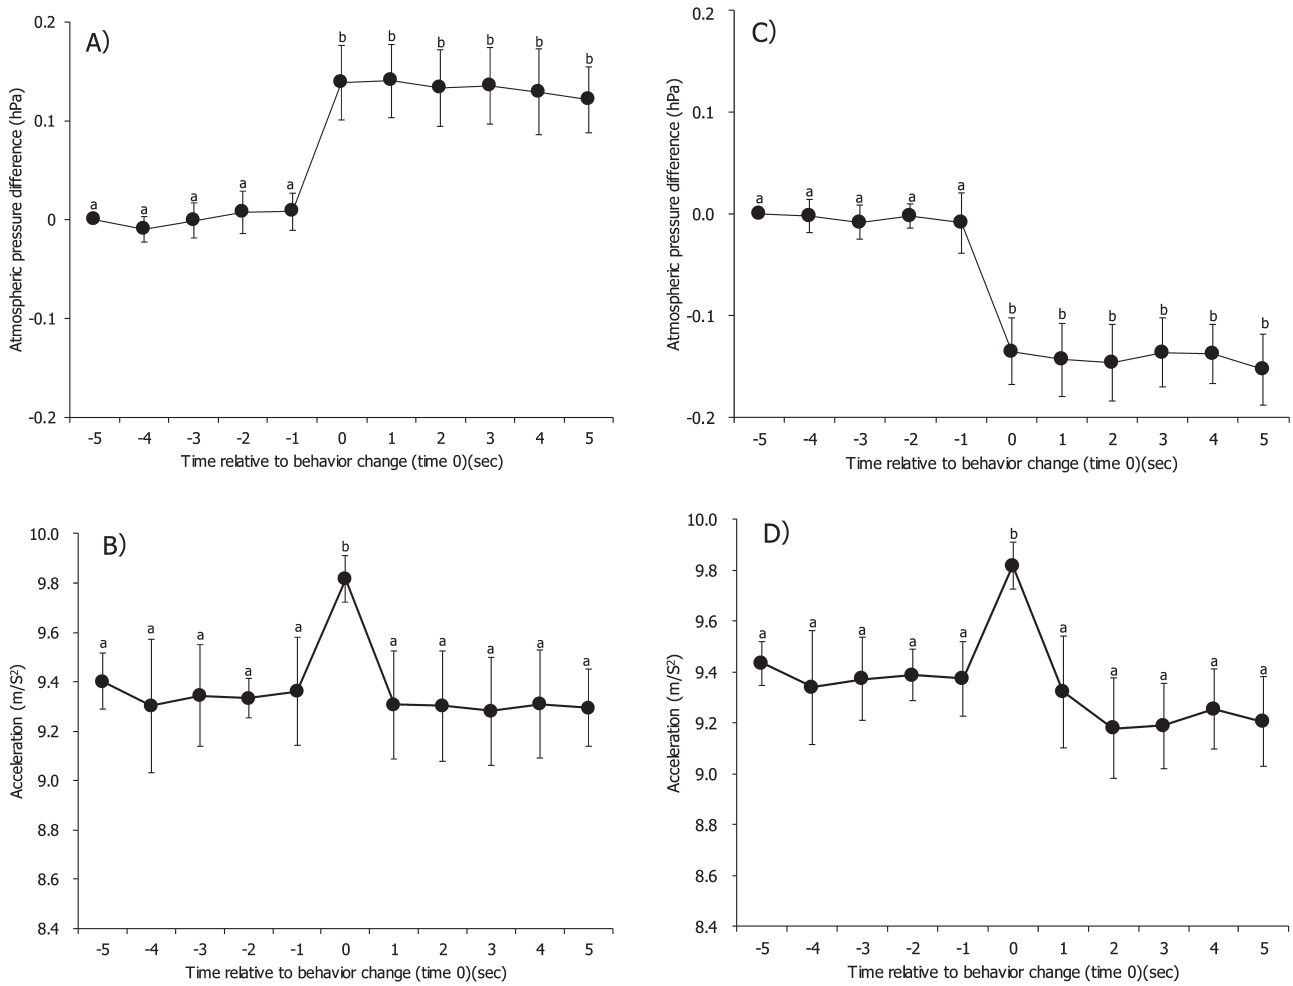 A)
0.2
0.1
0
-0.1
-0.2
Atmospheric pressure difference (hPa)
a a a a a b b b b b b
-5 -4 -3 -2 -1 0 1 2 3 4 5
Time relative to behavior change (time 0)(sec)
C)
0.2
0.1
0.0
-0.1
-0.2
Atmospheric pressure difference (hPa)
a a a a a b b b b b b
-5 -4 -3 -2 -1 0 1 2 3 4 5
Time relative to behavior change (time 0)(sec)
B)
10.0
9.8
9.6
9.4
9.2
9.0
8.8
8.6
8.4
Acceleration (m/S²)
a a a a a b a a a a a
-5 -4 -3 -2 -1 0 1 2 3 4 5
Time relative to behavior change (time 0)(sec)
D)
10.0
9.8
9.6
9.4
9.2
9.0
8.8
8.6
8.4
Acceleration (m/S²)
a a a a a b a a a a a
-5 -4 -3 -2 -1 0 1 2 3 4 5
Time relative to behavior change (time 0)(sec)